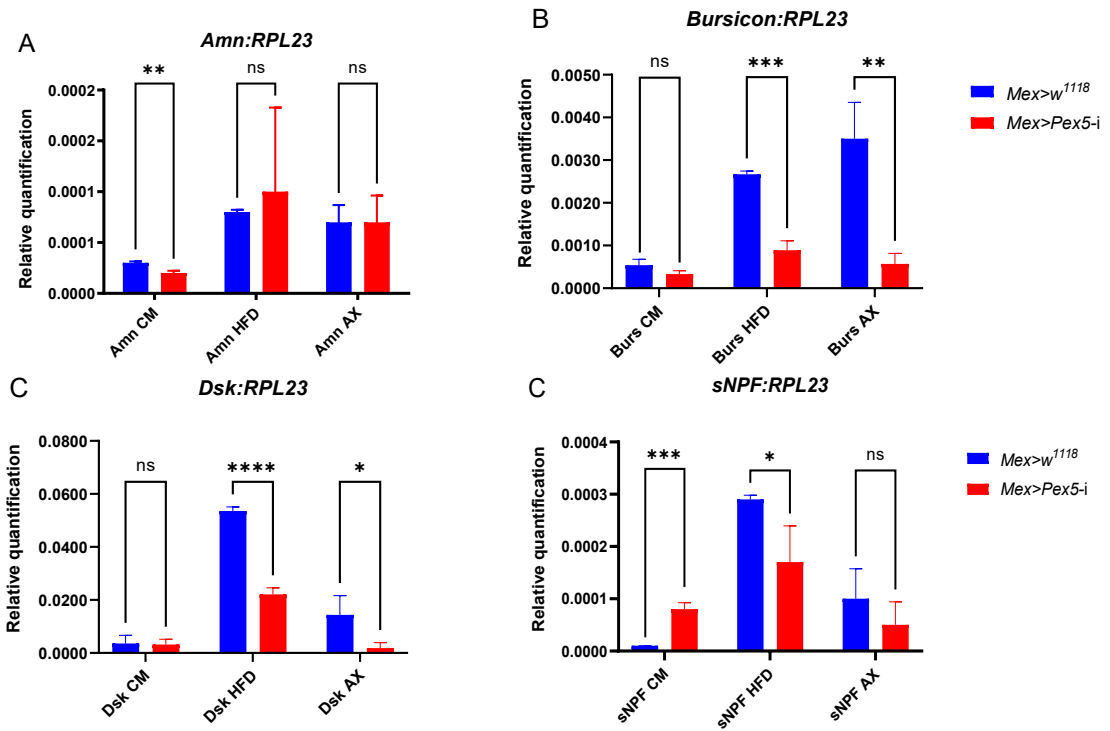 A
Amn:RPL23
Relative quantification
0.0002
0.0002
0.0001
0.0001
0.0000
**
ns
ns
Amn CM
Amn HFD
Amn AX
B
Bursicon:RPL23
Relative quantification
0.0050
0.0040
0.0030
0.0020
0.0010
0.0000
ns
***
**
Burs CM
Burs HFD
Burs AX
Mex>w1118
Mex>Pex5-i
C
Dsk:RPL23
Relative quantification
0.0800
0.0600
0.0400
0.0200
0.0000
ns
****
*
Dsk CM
Dsk HFD
Dsk AX
C
sNPF:RPL23
Relative quantification
0.0004
0.0003
0.0002
0.0001
0.0000
***
*
ns
sNPF CM
sNPF HFD
sNPF AX
Mex>w1118
Mex>Pex5-i